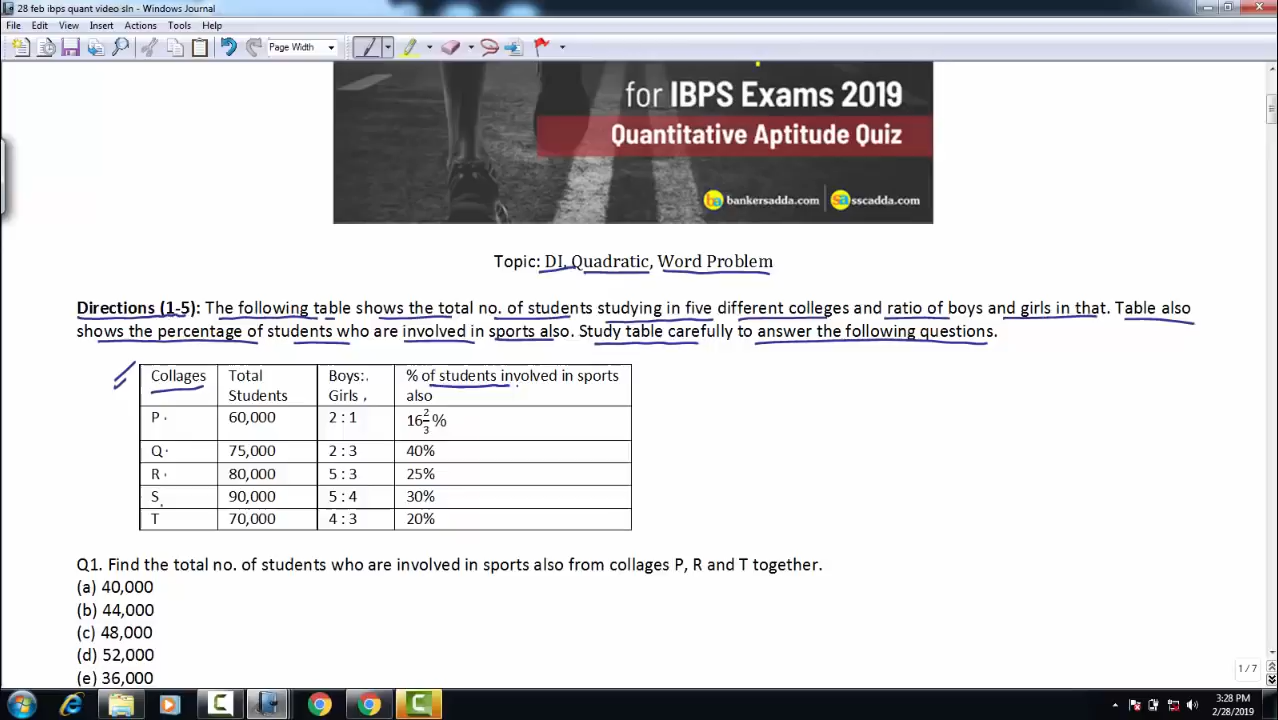 28 feb ibps quant video sln - Windows Journal
File Edit View Insert Actions Tools Help
Page Width
for IBPS Exams 2019
Quantitative Aptitude Quiz
ba bankersadda.com sa sscadda.com
Topic: DI, Quadratic, Word Problem
Directions (1-5): The following table shows the total no. of students studying in five different colleges and ratio of boys and girls in that. Table also
shows the percentage of students who are involved in sports also. Study table carefully to answer the following questions.
Collages Total Students Boys: Girls % of students involved in sports also
P 60,000 2 : 1 16 2/3%
Q 75,000 2 : 3 40%
R 80,000 5 : 3 25%
S 90,000 5 : 4 30%
T 70,000 4 : 3 20%
Q1. Find the total no. of students who are involved in sports also from collages P, R and T together.
(a) 40,000
(b) 44,000
(c) 48,000
(d) 52,000
(e) 36,000
1/7
3:28 PM
2/28/2019